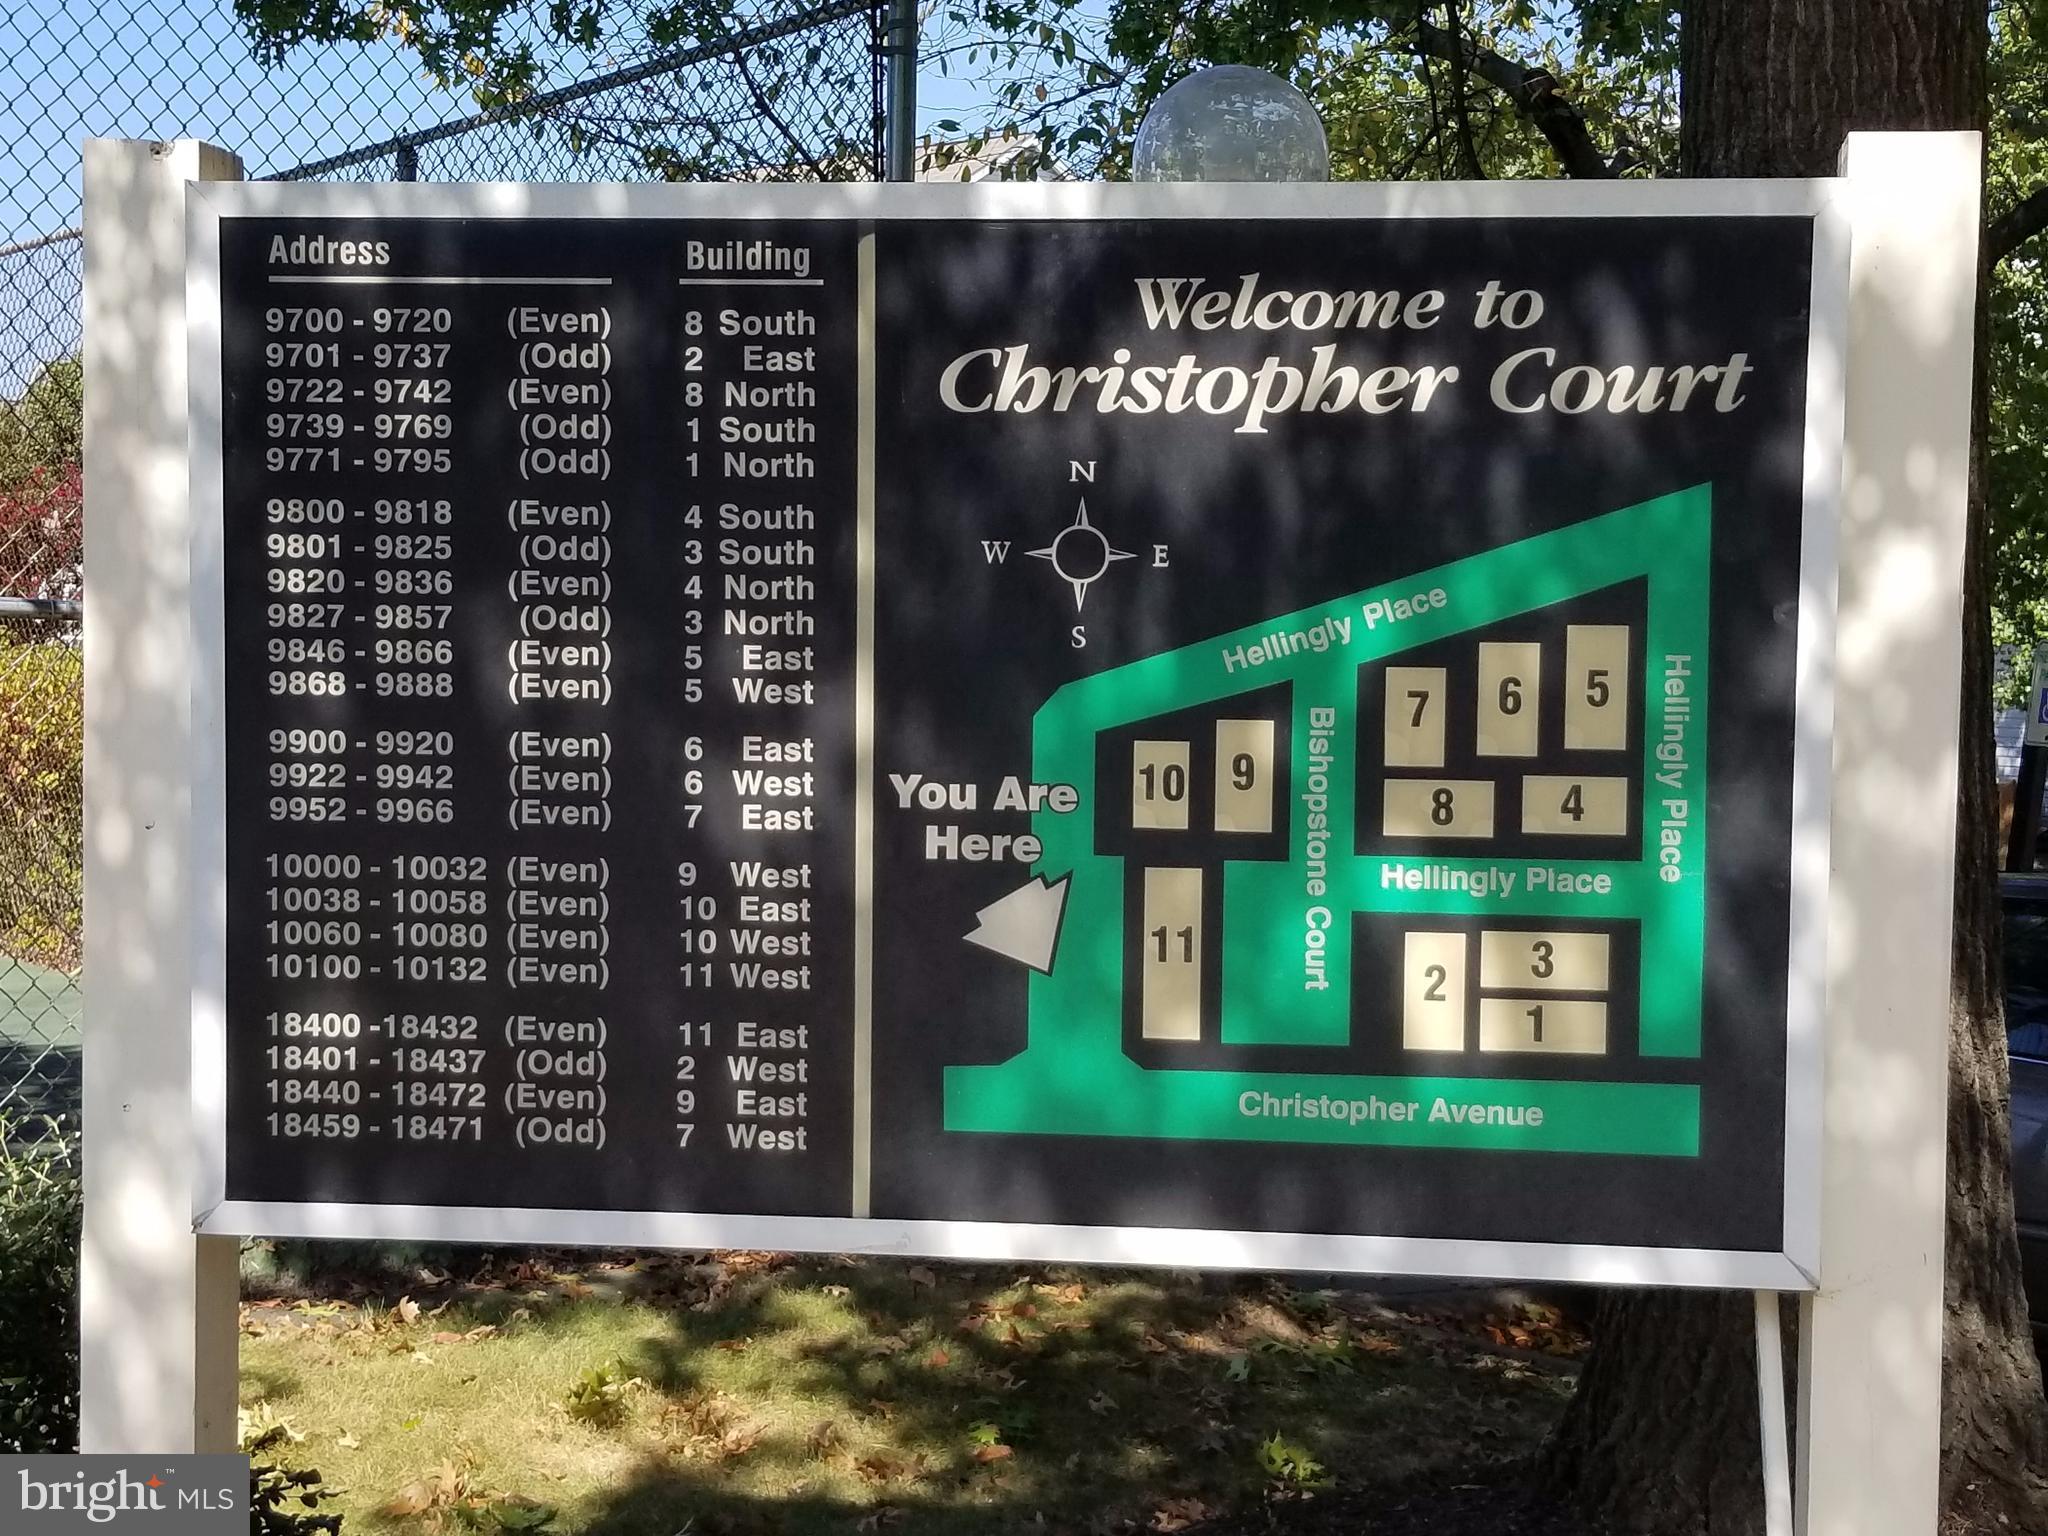 Address Building
9700 - 9720 (Even) 8 South
9701 - 9737 (Odd) 2 East
9722 - 9742 (Even) 8 North
9739 - 9769 (Odd) 1 South
9771 - 9795 (Odd) 1 North
9800 - 9818 (Even) 4 South
9801 - 9825 (Odd) 3 South
9820 - 9836 (Even) 4 North
9827 - 9857 (Odd) 3 North
9846 - 9866 (Even) 5 East
9868 - 9888 (Even) 5 West
9900 - 9920 (Even) 6 East
9922 - 9942 (Even) 6 West
9952 - 9966 (Even) 7 East
10000 - 10032 (Even) 9 West
10038 - 10058 (Even) 10 East
10060 - 10080 (Even) 10 West
10100 - 10132 (Even) 11 West
18400 -18432 (Even) 11 East
18401 - 18437 (Odd) 2 West
18440 - 18472 (Even) 9 East
18459 - 18471 (Odd) 7 West
Welcome to
Christopher Court
N
W E
S
Hellingly Place
You Are
Here
10
9
Bishopstone Court
7
6
5
8
4
Hellingly Place
Hellingly Place
11
2
3
1
Christopher Avenue
bright™ MLS